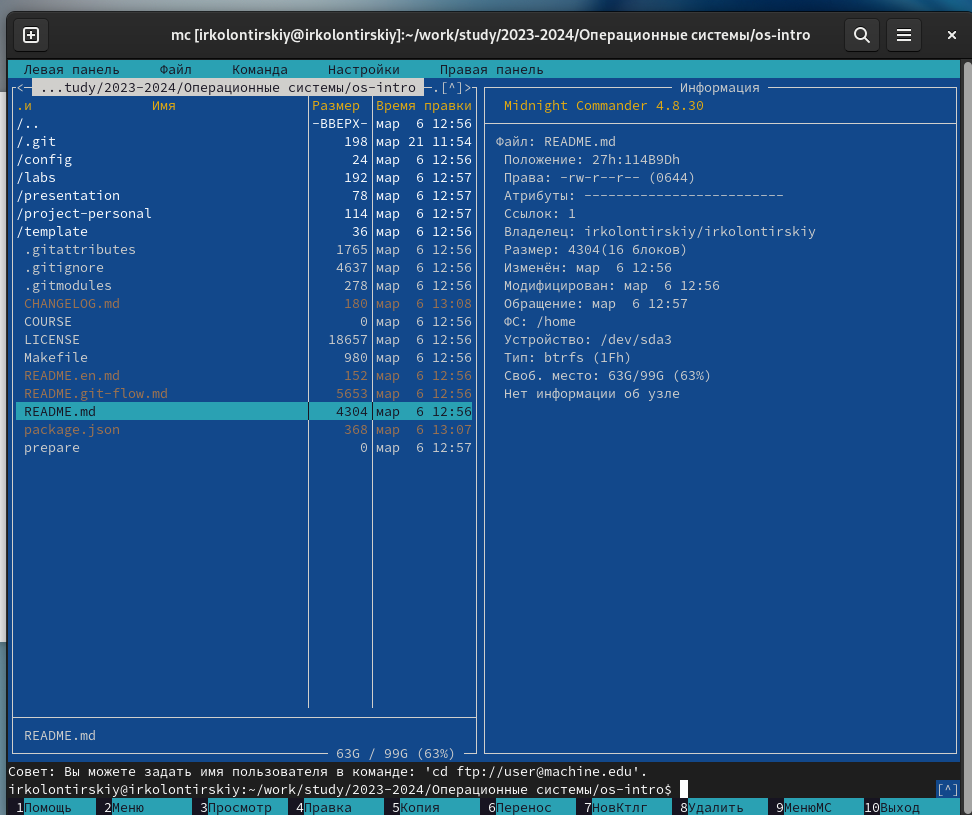 mc [irkolontirskiy@irkolontirskiy]:~/work/study/2023-2024/Операционные системы/os-intro
Левая панель Файл Команда Настройки Правая панель
<─ ...tudy/2023-2024/Операционные системы/os-intro ─.[^]>
.и Имя Размер Время правки
/.. -ВВЕРХ- мар 6 12:56
/.git 198 мар 21 11:54
/config 24 мар 6 12:56
/labs 192 мар 6 12:57
/presentation 78 мар 6 12:57
/project-personal 114 мар 6 12:57
/template 36 мар 6 12:56
.gitattributes 1765 мар 6 12:56
.gitignore 4637 мар 6 12:56
.gitmodules 278 мар 6 12:56
CHANGELOG.md 180 мар 6 13:08
COURSE 0 мар 6 12:56
LICENSE 18657 мар 6 12:56
Makefile 980 мар 6 12:56
README.en.md 152 мар 6 12:56
README.git-flow.md 5653 мар 6 12:56
README.md 4304 мар 6 12:56
package.json 368 мар 6 13:07
prepare 0 мар 6 12:57
README.md
63G / 99G (63%)
Информация
Midnight Commander 4.8.30
Файл: README.md
Положение: 27h:114B9Dh
Права: -rw-r--r-- (0644)
Атрибуты: -------------------------
Ссылок: 1
Владелец: irkolontirskiy/irkolontirskiy
Размер: 4304(16 блоков)
Изменён: мар 6 12:56
Модифицирован: мар 6 12:56
Обращение: мар 6 12:57
ФС: /home
Устройство: /dev/sda3
Тип: btrfs (1Fh)
Своб. место: 63G/99G (63%)
Нет информации об узле
Совет: Вы можете задать имя пользователя в команде: 'cd ftp://user@machine.edu'.
irkolontirskiy@irkolontirskiy:~/work/study/2023-2024/Операционные системы/os-intro$ [^]
1Помощь 2Меню 3Просмотр 4Правка 5Копия 6Перенос 7НовКтлг 8Удалить 9МенюМС 10Выход